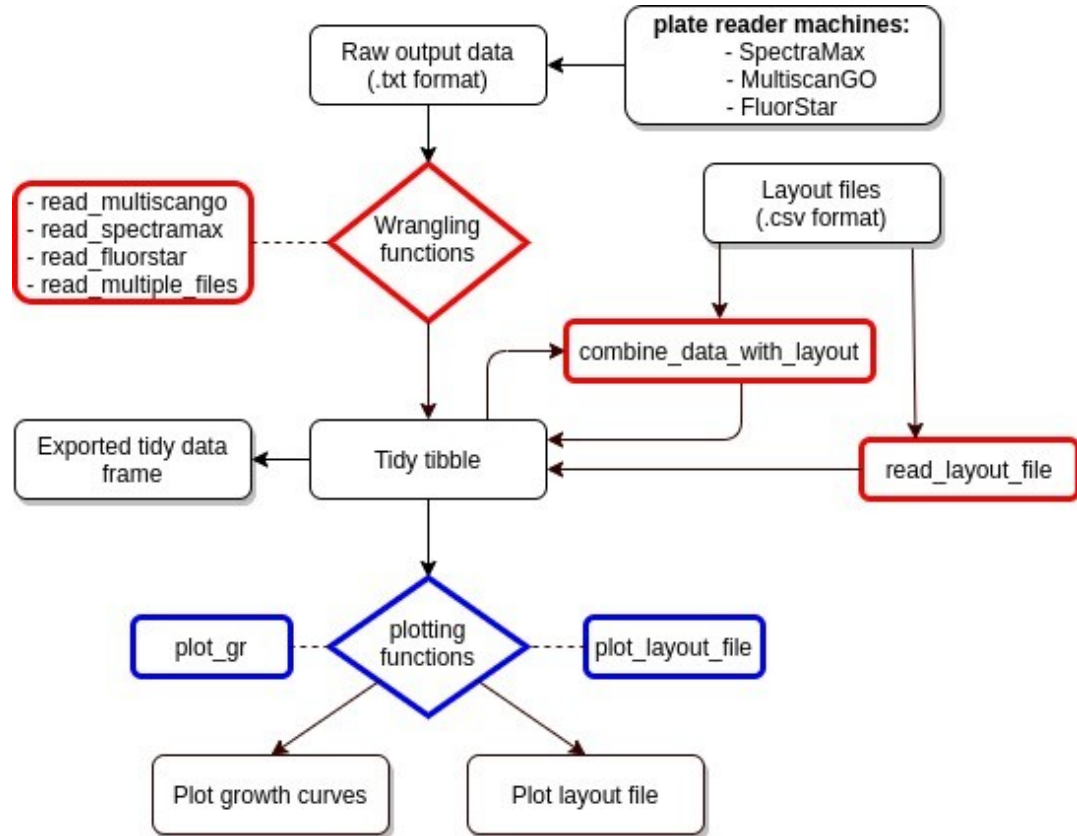 Raw output data
(.txt format)
plate reader machines:
- SpectraMax
- MultiscanGO
- FluorStar
- read_multiscango
- read_spectramax
- read_fluorstar
- read_multiple_files
Wrangling
functions
Layout files
(.csv format)
combine_data_with_layout
Exported tidy data
frame
Tidy tibble
read_layout_file
plot_gr
plotting
functions
plot_layout_file
Plot growth curves
Plot layout file